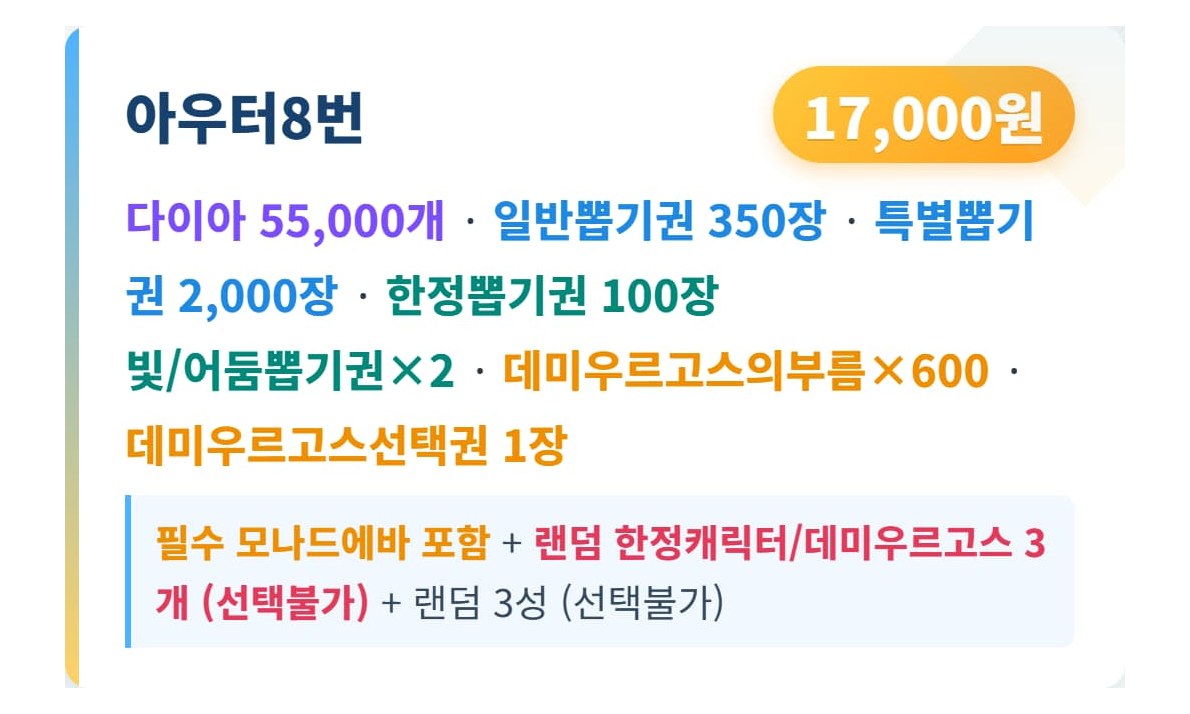 아우터8번
17,000원
다이아 55,000개 · 일반뽑기권 350장 · 특별뽑기
권 2,000장 · 한정뽑기권 100장
빛/어둠뽑기권×2 · 데미우르고스의부름×600 ·
데미우르고스선택권 1장
필수 모나드에바 포함 + 랜덤 한정캐릭터/데미우르고스 3
개 (선택불가) + 랜덤 3성 (선택불가)